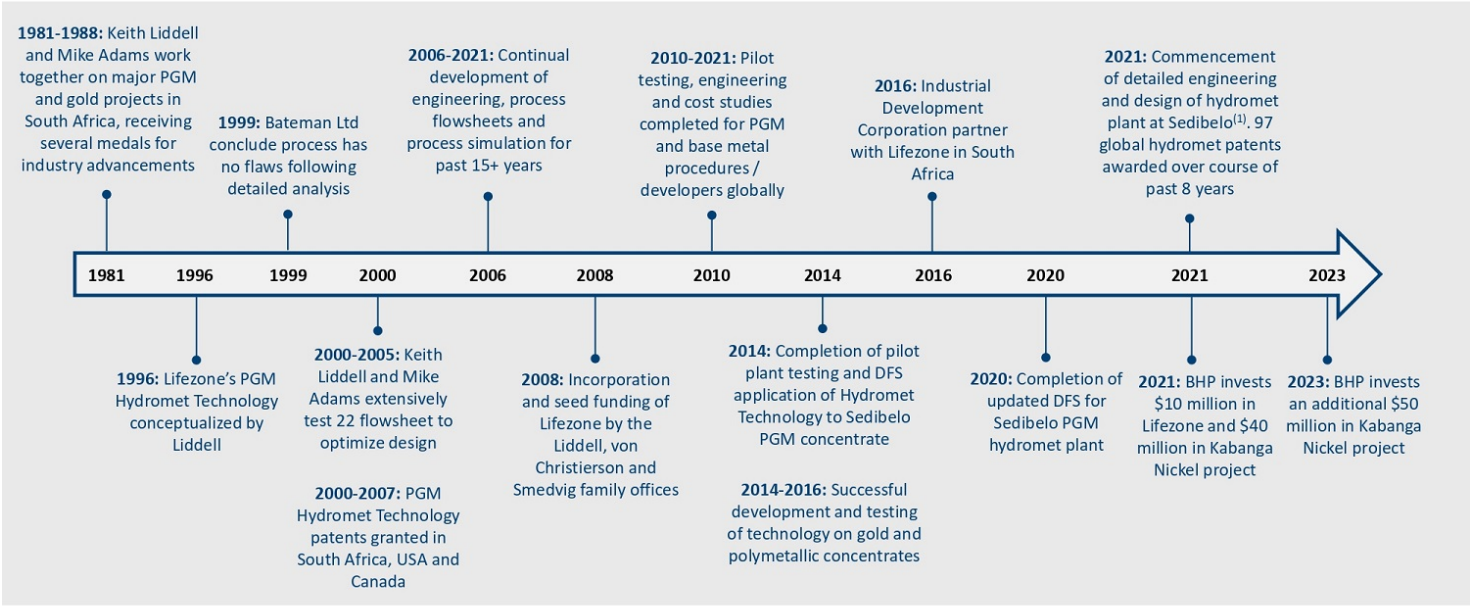 1981-1988: Keith Liddell
and Mike Adams work
together on major PGM
and gold projects in
South Africa, receiving
several medals for
industry advancements
1999: Bateman Ltd
conclude process has
no flaws following
detailed analysis
2006-2021: Continual
development of
engineering, process
flowsheets and
process simulation for
past 15+ years
2010-2021: Pilot
testing, engineering
and cost studies
completed for PGM
and base metal
procedures /
developers globally
2016: Industrial
Development
Corporation partner
with Lifezone in South
Africa
2021: Commencement
of detailed engineering
and design of hydromet
plant at Sedibelo(1). 97
global hydromet patents
awarded over course of
past 8 years
1981 1996 1999 2000 2006 2008 2010 2014 2016 2020 2021 2023
1996: Lifezone's PGM
Hydromet Technology
conceptualized by
Liddell
2000-2005: Keith
Liddell and Mike
Adams extensively
test 22 flowsheet to
optimize design
2000-2007: PGM
Hydromet Technology
patents granted in
South Africa, USA and
Canada
2008: Incorporation
and seed funding of
Lifezone by the
Liddell, von
Christierson and
Smedvig family offices
2014: Completion of pilot
plant testing and DFS
application of Hydromet
Technology to Sedibelo
PGM concentrate
2014-2016: Successful
development and testing
of technology on gold and
polymetallic concentrates
2020: Completion of
updated DFS for
Sedibelo PGM
hydromet plant
2021: BHP invests
$10 million in
Lifezone and $40
million in Kabanga
Nickel project
2023: BHP invests
an additional $50
million in Kabanga
Nickel project